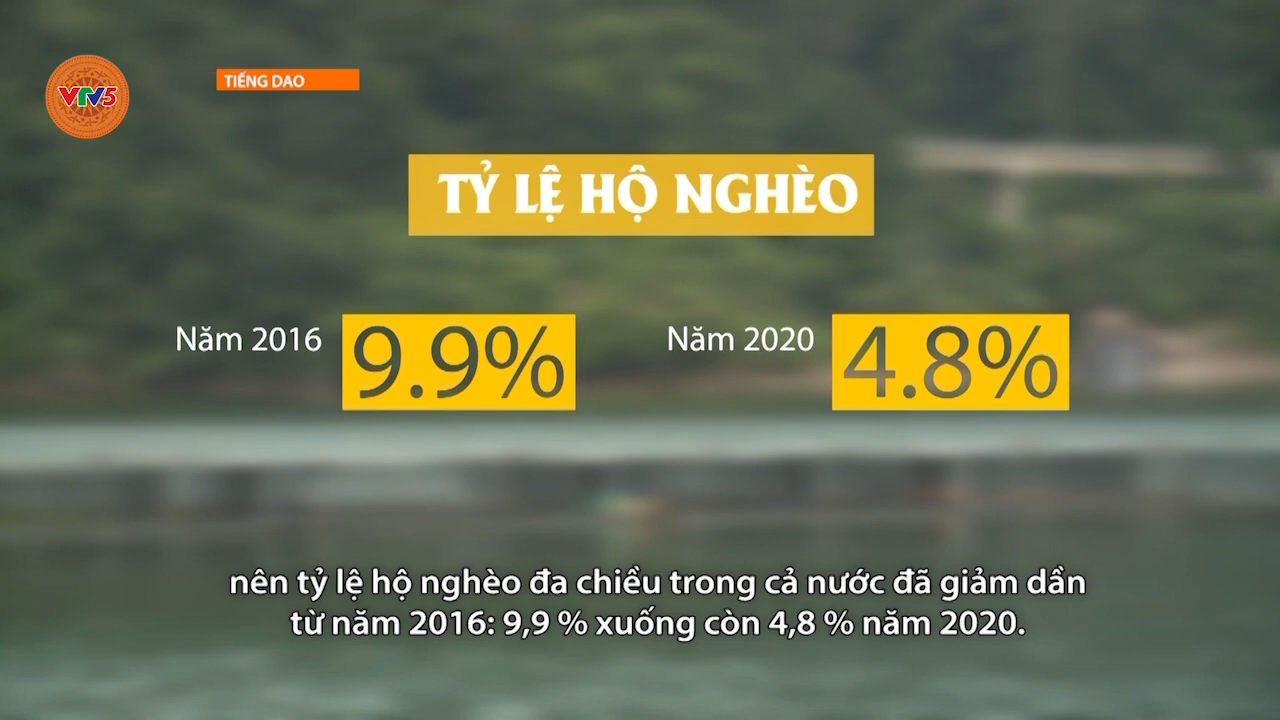 VTV5
TIẾNG DAO
TỶ LỆ HỘ NGHÈO
Năm 2016 9.9% Năm 2020 4.8%
nên tỷ lệ hộ nghèo đa chiều trong cả nước đã giảm dần
từ năm 2016: 9,9 % xuống còn 4,8 % năm 2020.